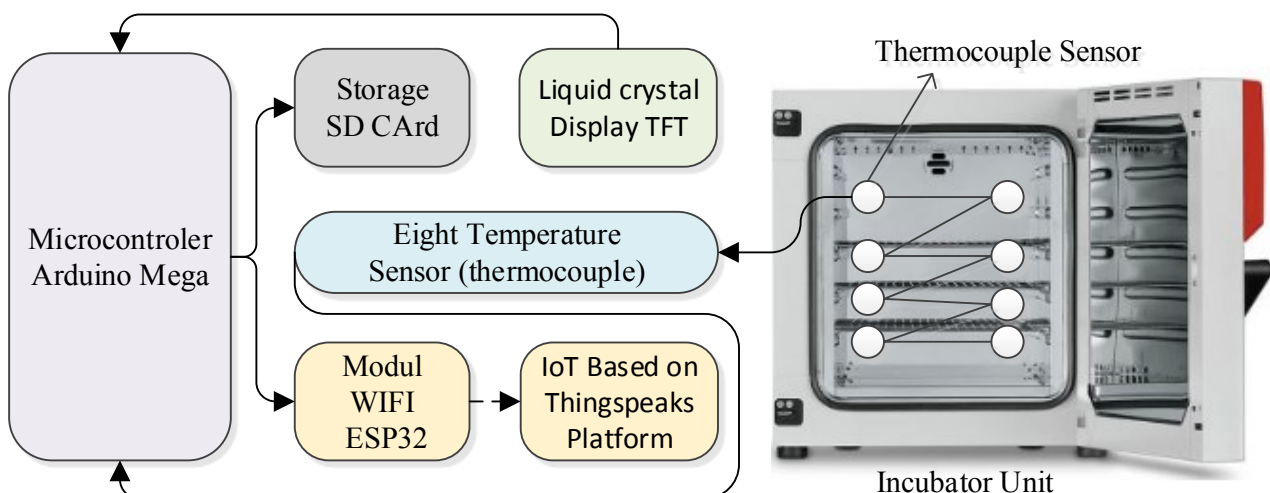 Microcontroler
Arduino Mega
Storage
SD CArd
Liquid crystal
Display TFT
Eight Temperature
Sensor (thermocouple)
Modul
WIFI
ESP32
IoT Based on
Thingspeaks
Platform
Thermocouple Sensor
Incubator Unit